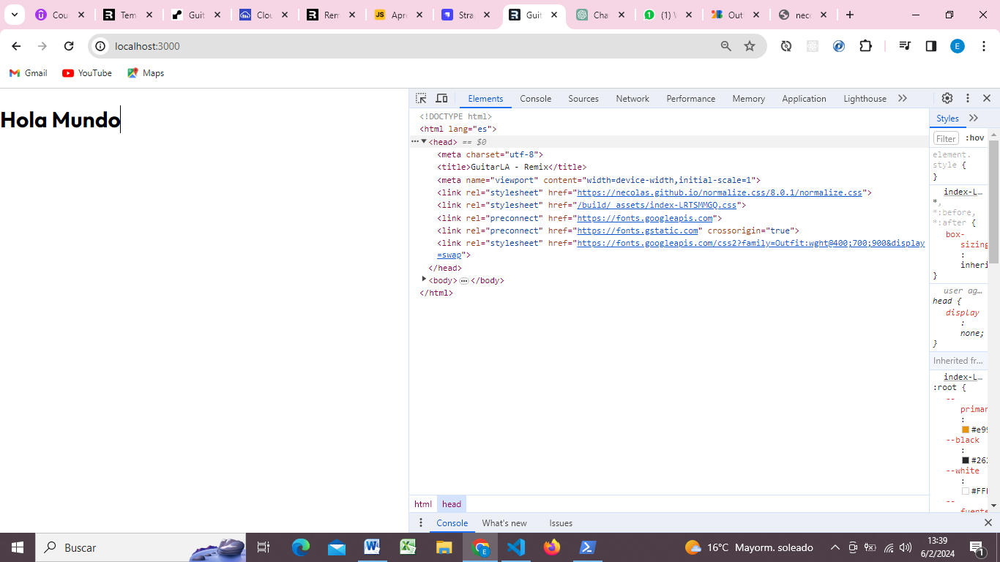 Cou
Tem
Guit
Clou
Rem
JS
Apre
Stra
Guit
Cha
(1) V
Outf
neco
localhost:3000
E
Gmail
YouTube
Maps
Hola Mundo
Elements
Console
Sources
Network
Performance
Memory
Application
Lighthouse
<!DOCTYPE html>
<html lang="es">
<head> == $0
<meta charset="utf-8">
<title>GuitarLA - Remix</title>
<meta name="viewport" content="width=device-width,initial-scale=1">
<link rel="stylesheet" href="https://necolas.github.io/normalize.css/8.0.1/normalize.css">
<link rel="stylesheet" href="/build/_assets/index-LRTSMMGQ.css">
<link rel="preconnect" href="https://fonts.googleapis.com">
<link rel="preconnect" href="https://fonts.gstatic.com" crossorigin="true">
<link rel="stylesheet" href="https://fonts.googleapis.com/css2?family=Outfit:wght@400;700;900&display
=swap">
</head>
<body>
</body>
</html>
html
head
Styles
Filter
:hov
element.
style {
}
index-L…
*,
*:before,
*:after {
box-
sizing
:
inheri
}
user ag…
head {
display
:
none;
}
Inherited fr…
index-L…
:root {
--
primar
:
#e99
--black
:
#262
--white
:
#FFF
--
fuente
Console
What's new
Issues
Buscar
16°C
Mayorm. soleado
13:39
6/2/2024
1